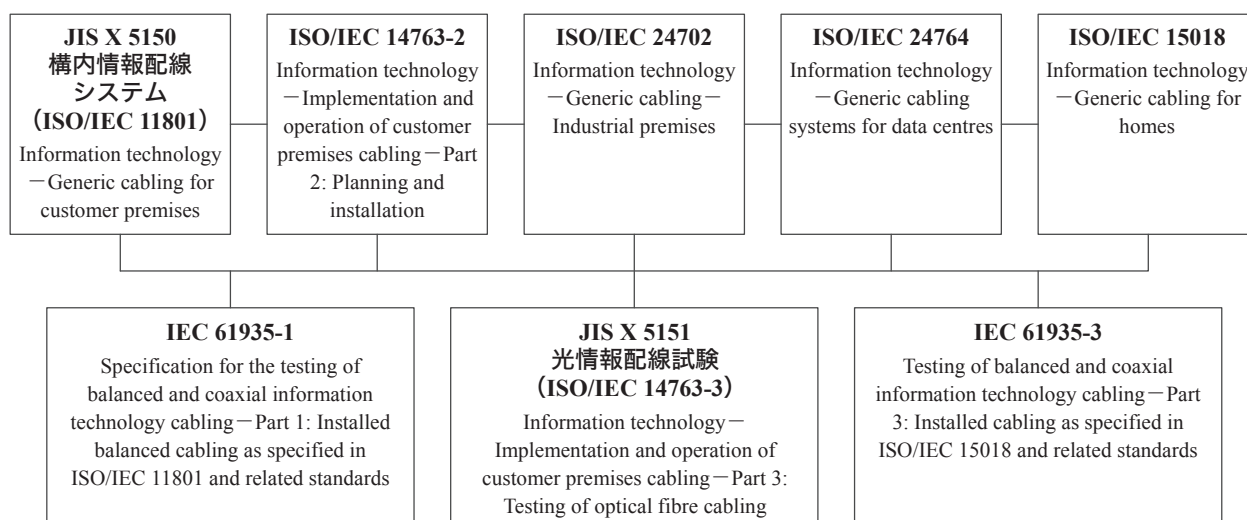 JIS X 5150
構内情報配線
システム
（ISO/IEC 11801）
Information technology
－Generic cabling for
customer premises
ISO/IEC 14763-2
Information technology
－Implementation and
operation of customer
premises cabling－Part
2: Planning and
installation
ISO/IEC 24702
Information technology
－Generic cabling－
Industrial premises
ISO/IEC 24764
Information technology
－Generic cabling
systems for data centres
ISO/IEC 15018
Information technology
－Generic cabling for
homes
IEC 61935-1
Specification for the testing of
balanced and coaxial information
technology cabling－Part 1: Installed
balanced cabling as specified in
ISO/IEC 11801 and related standards
JIS X 5151
光情報配線試験
（ISO/IEC 14763-3）
Information technology－
Implementation and operation of
customer premises cabling－Part 3:
Testing of optical fibre cabling
IEC 61935-3
Testing of balanced and coaxial
information technology cabling－Part
3: Installed cabling as specified in
ISO/IEC 15018 and related standards